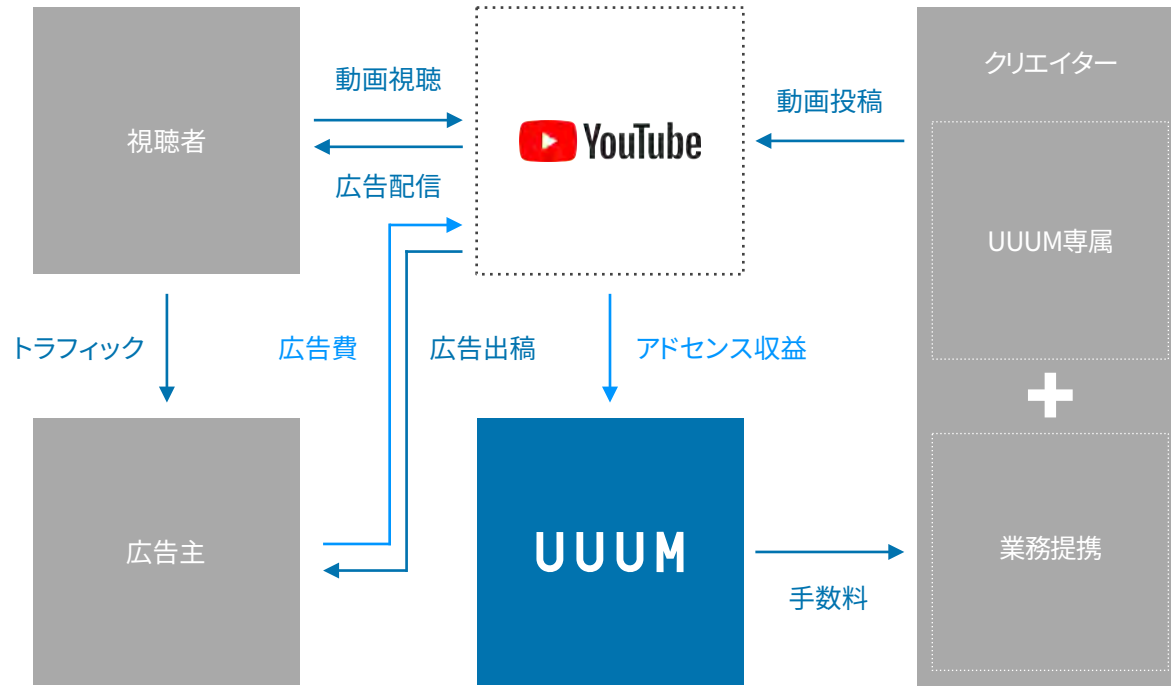 視聴者
動画視聴
広告配信
YouTube
動画投稿
クリエイター
UUUM専属
トラフィック
広告費
広告出稿
アドセンス収益
広告主
UUUM
手数料
業務提携